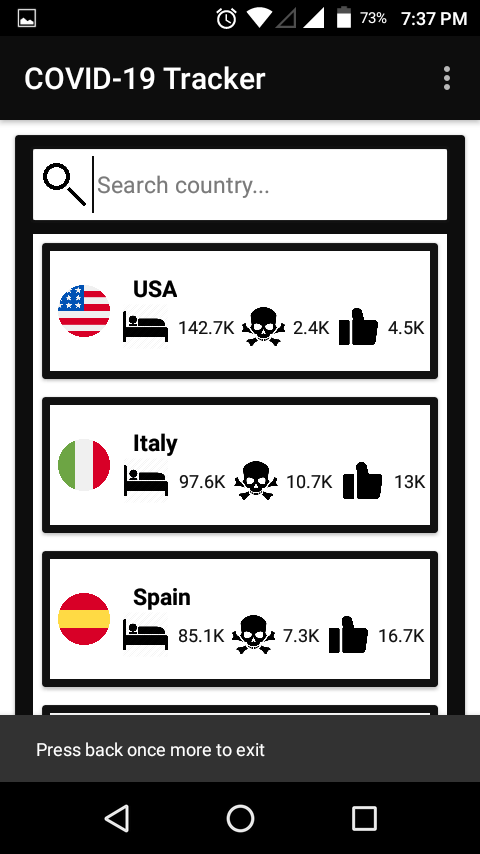 73% 7:37 PM
COVID-19 Tracker
Search country...
USA
142.7K 2.4K 4.5K
Italy
97.6K 10.7K 13K
Spain
85.1K 7.3K 16.7K
Press back once more to exit